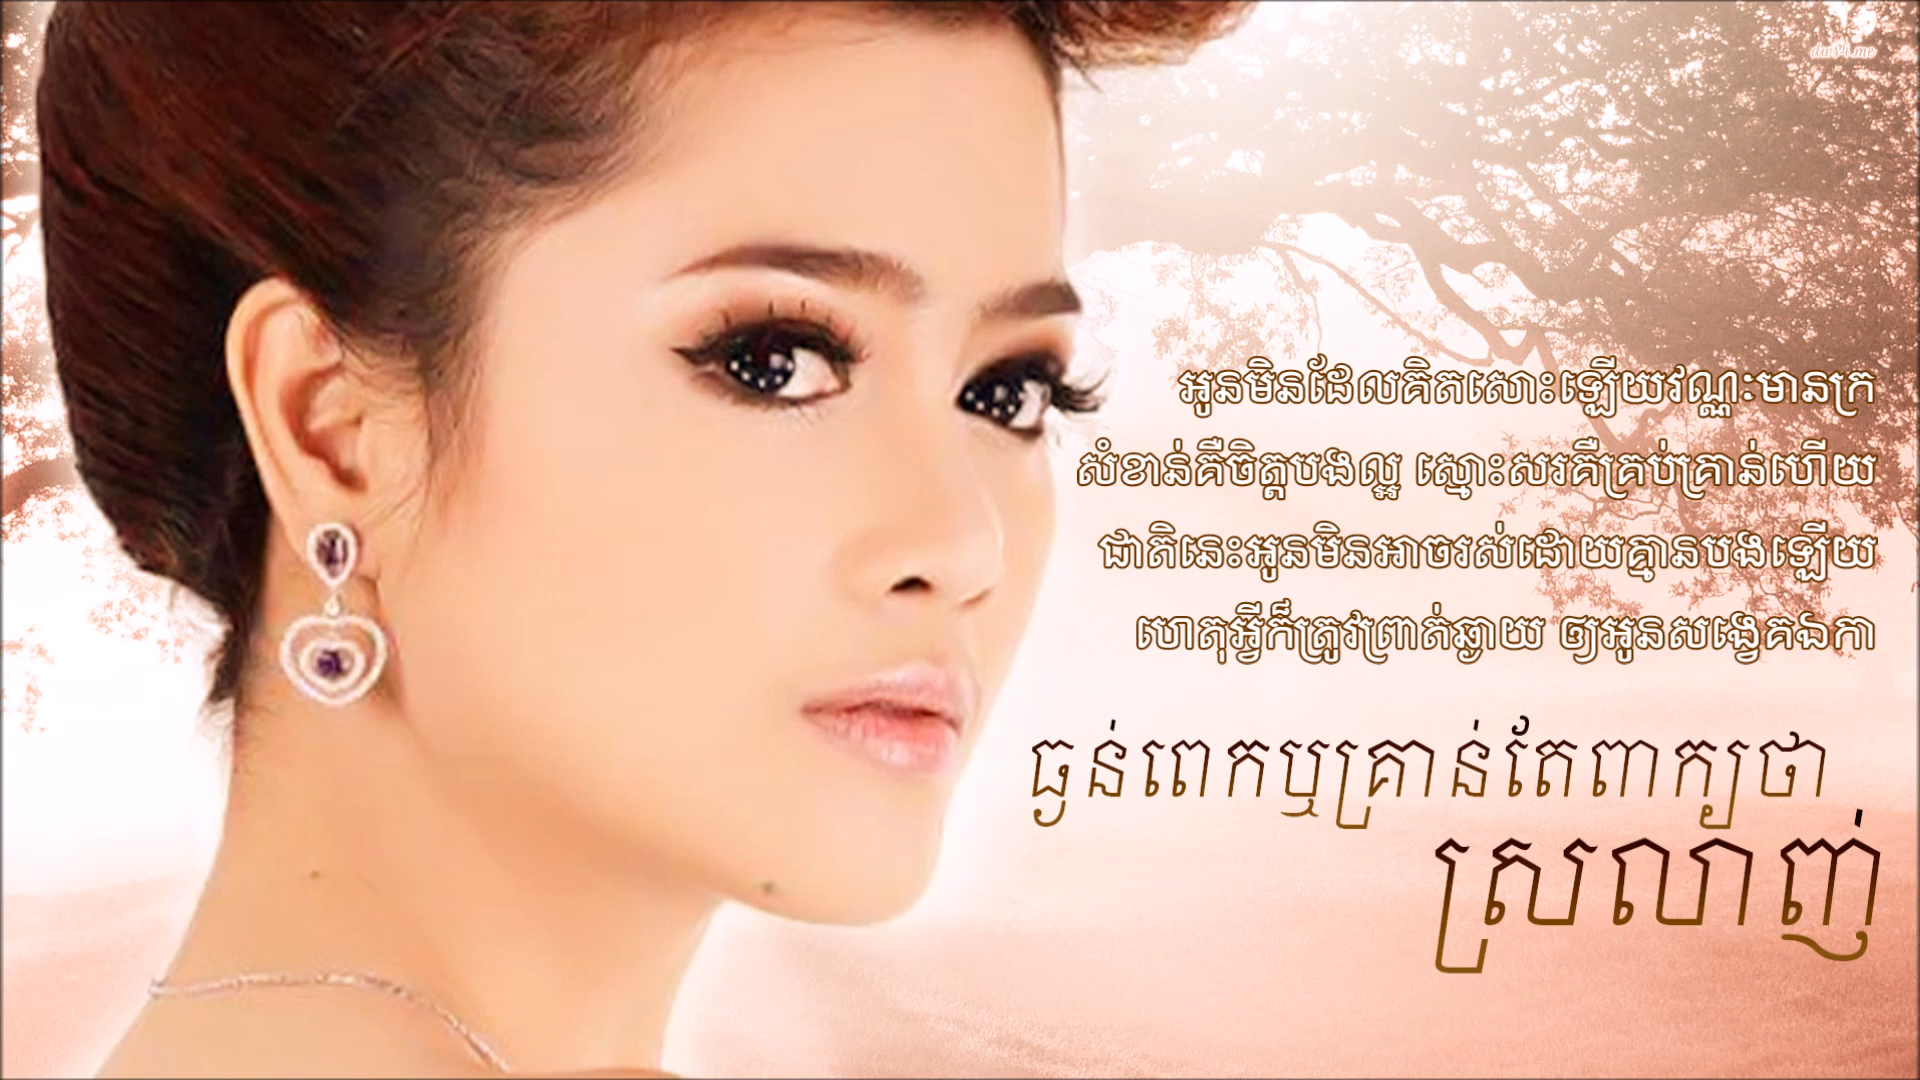 អូនមិនដែលគិតសោះឡើយវណ្ណៈមានក្រ
សំខាន់គឺចិត្តបងល្អ ស្មោះសរគឺគ្រប់គ្រាន់ហើយ
ជាតិនេះអូនមិនអាចរស់ដោយគ្មានបងឡើយ
ហេតុអ្វីក៏ត្រូវព្រាត់ឆ្ងាយ ឲ្យអូនសង្វេគឯកា
ធ្ងន់ពេកឬគ្រាន់តែពាក្យថា
ស្រលាញ់